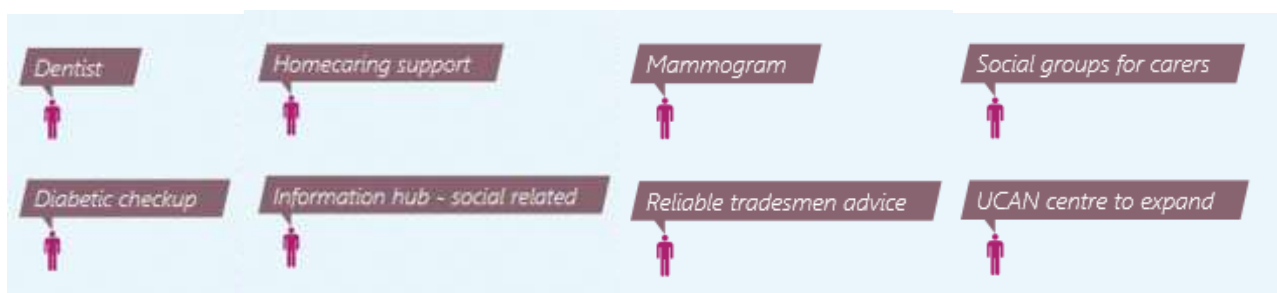 Dentist
Homecaring support
Mammogram
Social groups for carers
Diabetic checkup
Information hub - social related
Reliable tradesmen advice
UCAN centre to expand